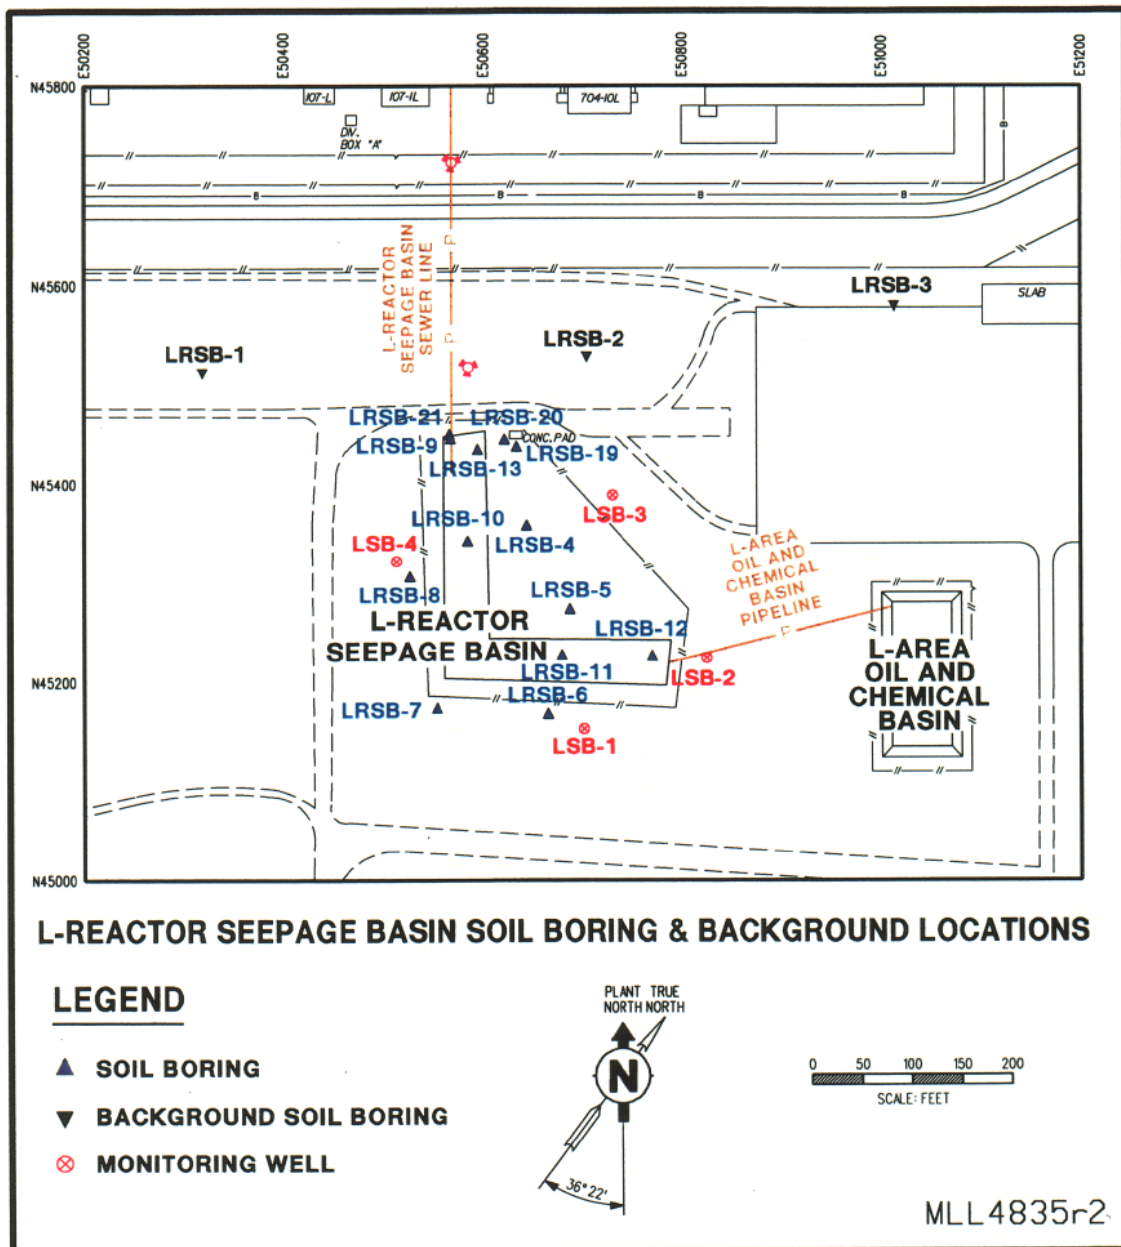 E50200
E50400
E50600
E50800
E51000
E51200
N45800
107-L
107-1L
704-10L
DIV.
BOX "A"
B
B
B
B
L-REACTOR
SEEPAGE BASIN
SEWER LINE
P
P
N45600
LRSB-3
SLAB
LRSB-1
LRSB-2
LRSB-21
LRSB-20
LRSB-9
CONC. PAD
LRSB-13
LRSB-19
N45400
LRSB-10
LSB-3
LSB-4
LRSB-4
L-AREA
OIL AND
CHEMICAL
BASIN
PIPELINE
P
LRSB-8
LRSB-5
L-REACTOR
SEEPAGE BASIN
LRSB-12
LRSB-11
LSB-2
L-AREA
OIL AND
CHEMICAL
BASIN
N45200
LRSB-6
LRSB-7
LSB-1
N45000
L-REACTOR SEEPAGE BASIN SOIL BORING & BACKGROUND LOCATIONS
LEGEND
SOIL BORING
BACKGROUND SOIL BORING
MONITORING WELL
PLANT TRUE
NORTH NORTH
N
36°22'
0 50 100 150 200
SCALE: FEET
MLL4835r2